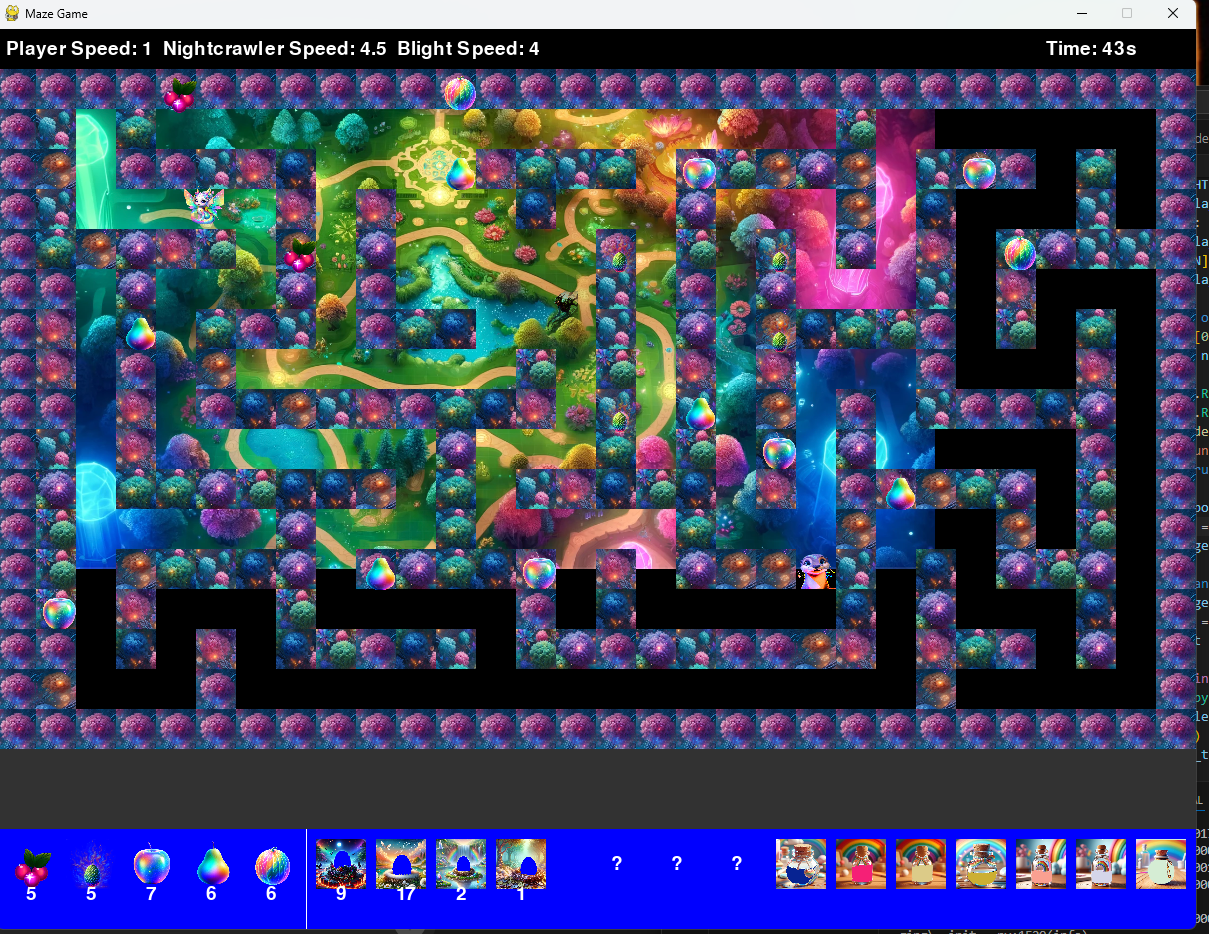 Maze Game
Player Speed: 1 Nightcrawler Speed: 4.5 Blight Speed: 4
Time: 43s
5 5 7 6 6 9 17 2 1 ? ? ?